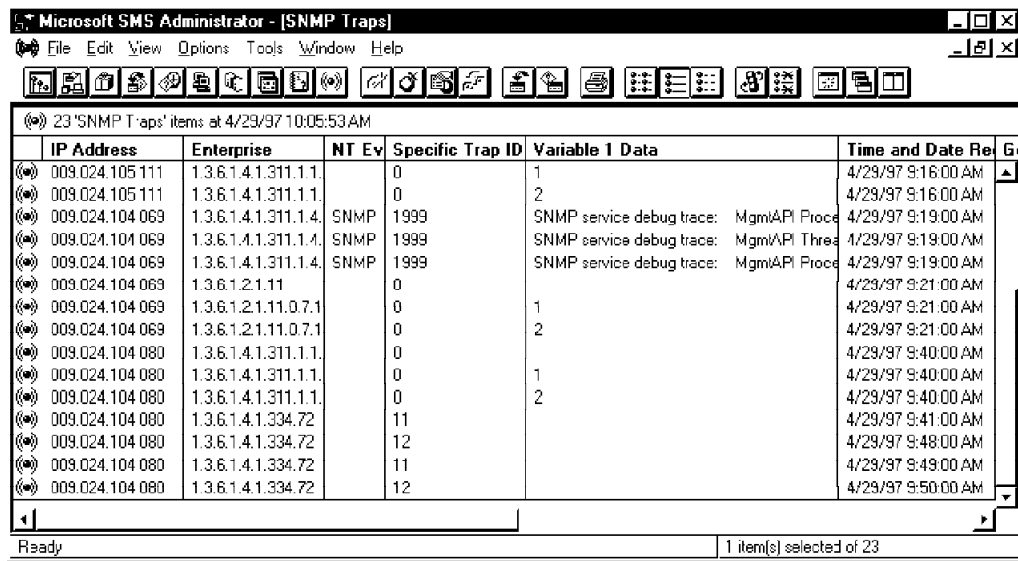 Microsoft SMS Administrator - [SNMP Traps]
File Edit View Options Tools Window Help
23 'SNMP Traps' items at 4/29/97 10:05:53 AM
IP Address Enterprise NT Ev Specific Trap ID Variable 1 Data Time and Date Re
009.024.105 111 1.3.6.1.4.1.311.1.1. 0 1 4/29/97 9:16:00 AM
009.024.105 111 1.3.6.1.4.1.311.1.1. 0 2 4/29/97 9:16:00 AM
009.024.104 069 1.3.6.1.4.1.311.1.4. SNMP 1999 SNMP service debug trace: MgmtAPI Proce 4/29/97 9:19:00 AM
009.024.104 069 1.3.6.1.4.1.311.1.4. SNMP 1999 SNMP service debug trace: MgmtAPI Threa 4/29/97 9:19:00 AM
009.024.104 069 1.3.6.1.4.1.311.1.4. SNMP 1999 SNMP service debug trace: MgmtAPI Proce 4/29/97 9:19:00 AM
009.024.104 069 1.3.6.1.2.1.11 0 4/29/97 9:21:00 AM
009.024.104 069 1.3.6.1.2.1.11.0.7.1 0 1 4/29/97 9:21:00 AM
009.024.104 069 1.3.6.1.2.1.11.0.7.1 0 2 4/29/97 9:21:00 AM
009.024.104 080 1.3.6.1.4.1.311.1.1. 0 4/29/97 9:40:00 AM
009.024.104 080 1.3.6.1.4.1.311.1.1. 0 1 4/29/97 9:40:00 AM
009.024.104 080 1.3.6.1.4.1.311.1.1. 0 2 4/29/97 9:40:00 AM
009.024.104 080 1.3.6.1.4.1.334.72 11 4/29/97 9:41:00 AM
009.024.104 080 1.3.6.1.4.1.334.72 12 4/29/97 9:48:00 AM
009.024.104 080 1.3.6.1.4.1.334.72 11 4/29/97 9:49:00 AM
009.024.104 080 1.3.6.1.4.1.334.72 12 4/29/97 9:50:00 AM
Ready 1 item(s) selected of 23